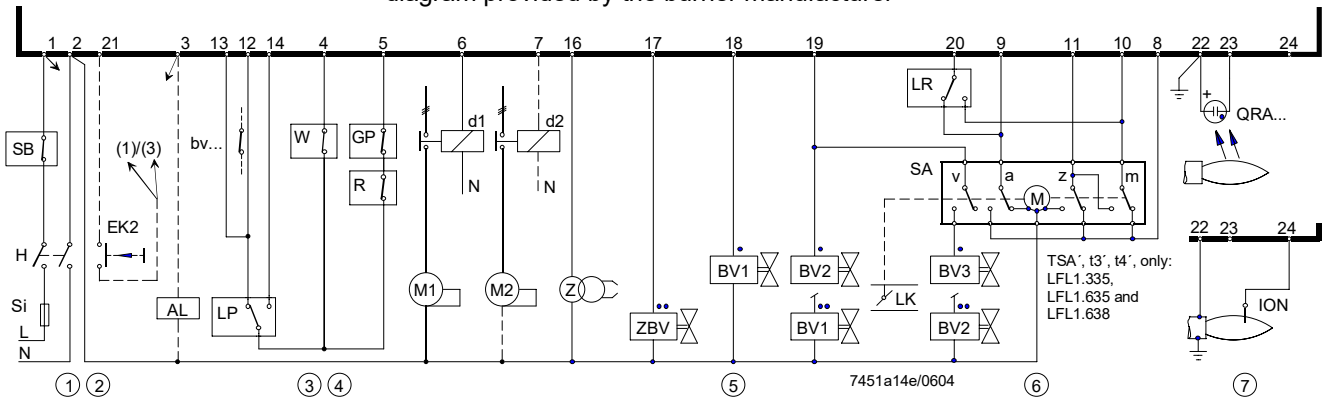 diagram provided by the burner manufacturer
1 2 21 3 13 12 14 4 5 6 7 16 17 18 19 20 9 11 10 8 22 23 24
LR
+
QRA...
SB
(1)/(3)
bv...
W
GP
d1
d2
R
N
N
SA
v a z m
M
EK2
H
22 23 24
TSA´, t3´, t4´, only:
LFL1.335,
LFL1.635 and
LFL1.638
BV1
BV2
BV3
M1
M2
Z
LK
ION
Si
AL
LP
ZBV
BV1
BV2
L
N
① ② ③ ④ ⑤ 7451a14e/0604 ⑥ ⑦